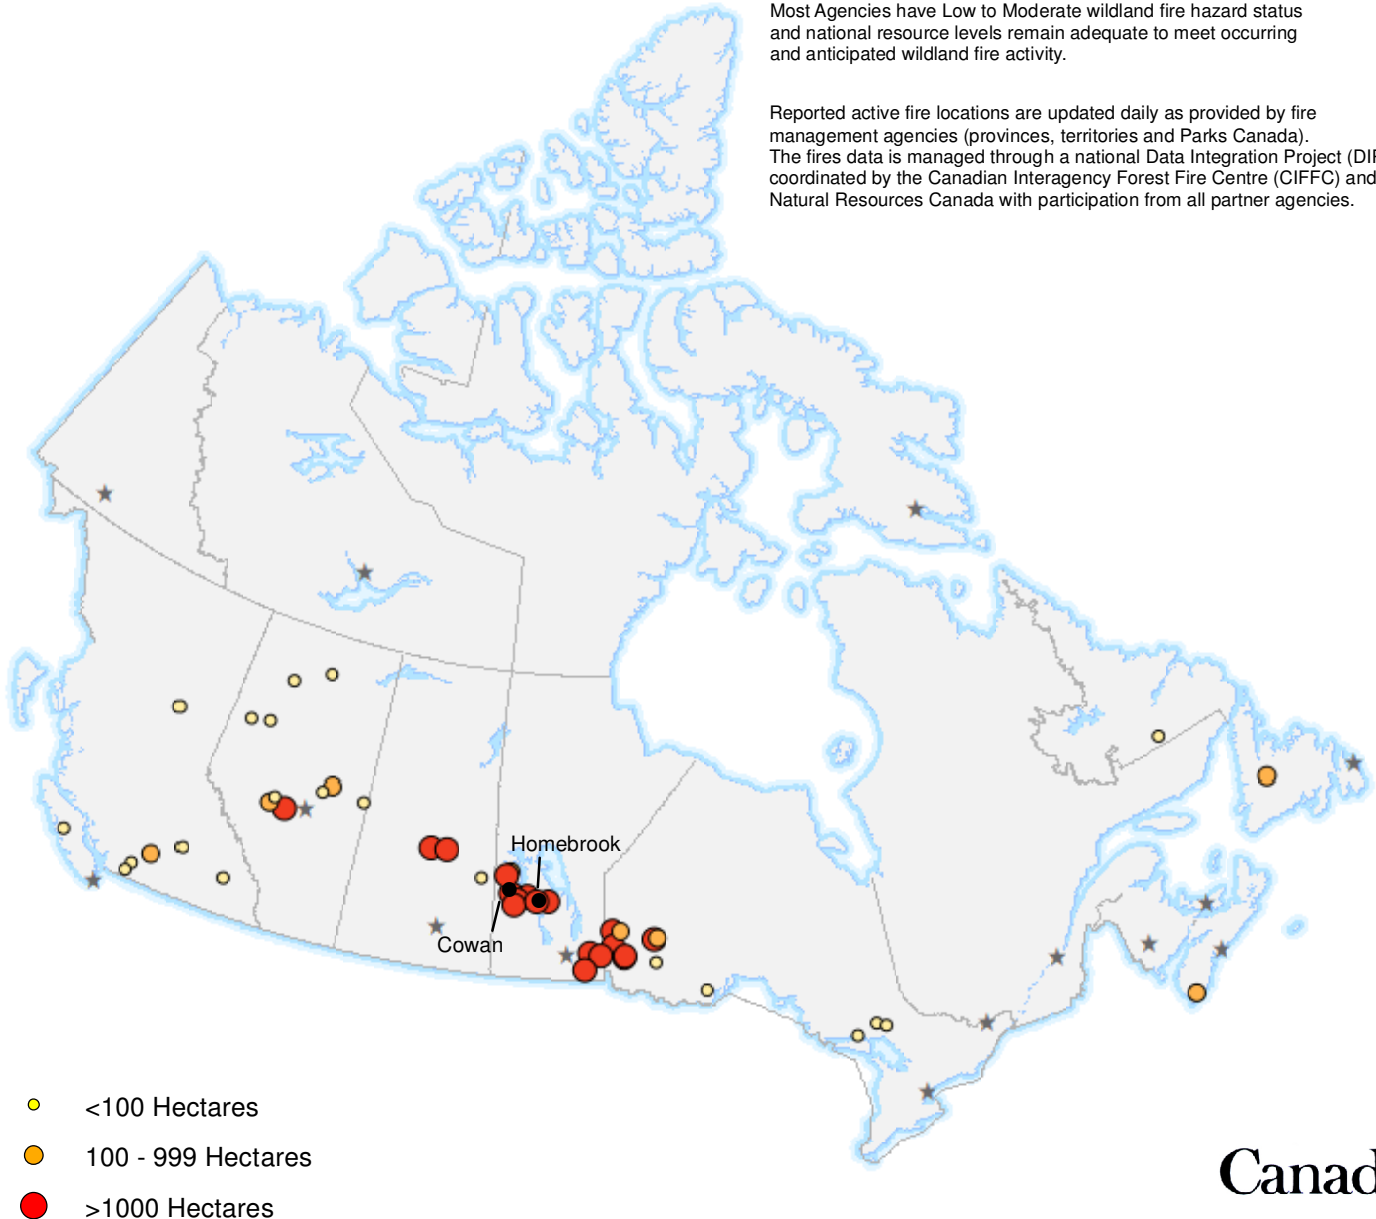 Most Agencies have Low to Moderate wildland fire hazard status
and national resource levels remain adequate to meet occurring
and anticipated wildland fire activity.
Reported active fire locations are updated daily as provided by fire
management agencies (provinces, territories and Parks Canada).
The fires data is managed through a national Data Integration Project (DIP
coordinated by the Canadian Interagency Forest Fire Centre (CIFFC) and
Natural Resources Canada with participation from all partner agencies.
Homebrook
Cowan
<100 Hectares
100 - 999 Hectares
>1000 Hectares
Canad